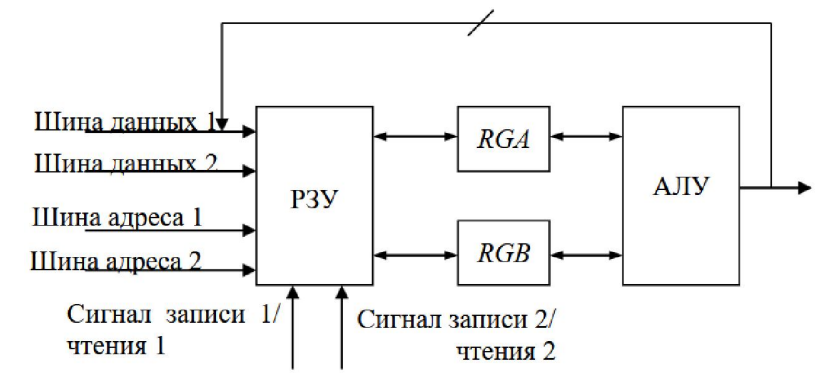 Шина данных 1
Шина данных 2
Шина адреса 1
Шина адреса 2
РЗУ
RGA
RGB
АЛУ
Сигнал записи 1/
чтения 1
Сигнал записи 2/
чтения 2